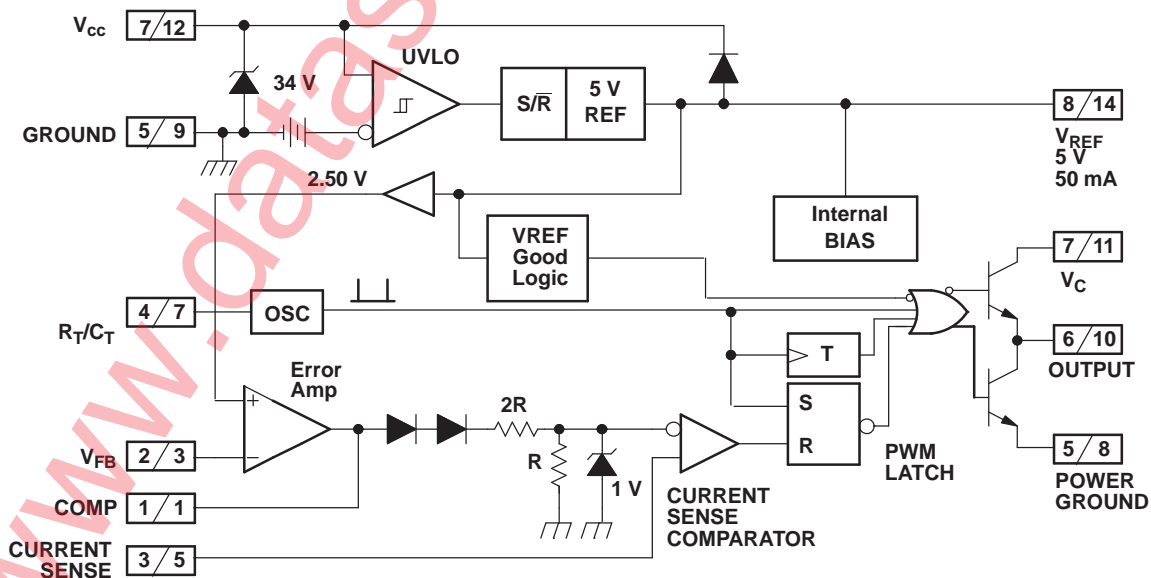 Vcc 7/12
UVLO
34 V
S/R̅
5 V
REF
8/14
GROUND 5/9
VREF
5 V
50 mA
2.50 V
Internal
BIAS
VREF
Good
Logic
7/11
VC
4/7
RT/CT
OSC
T
6/10
OUTPUT
Error
Amp
+
2R
S
R
VFB 2/3
−
R
1 V
PWM
LATCH
5/8
POWER
GROUND
COMP 1/1
CURRENT
SENSE
COMPARATOR
CURRENT
SENSE
3/5
www.datas